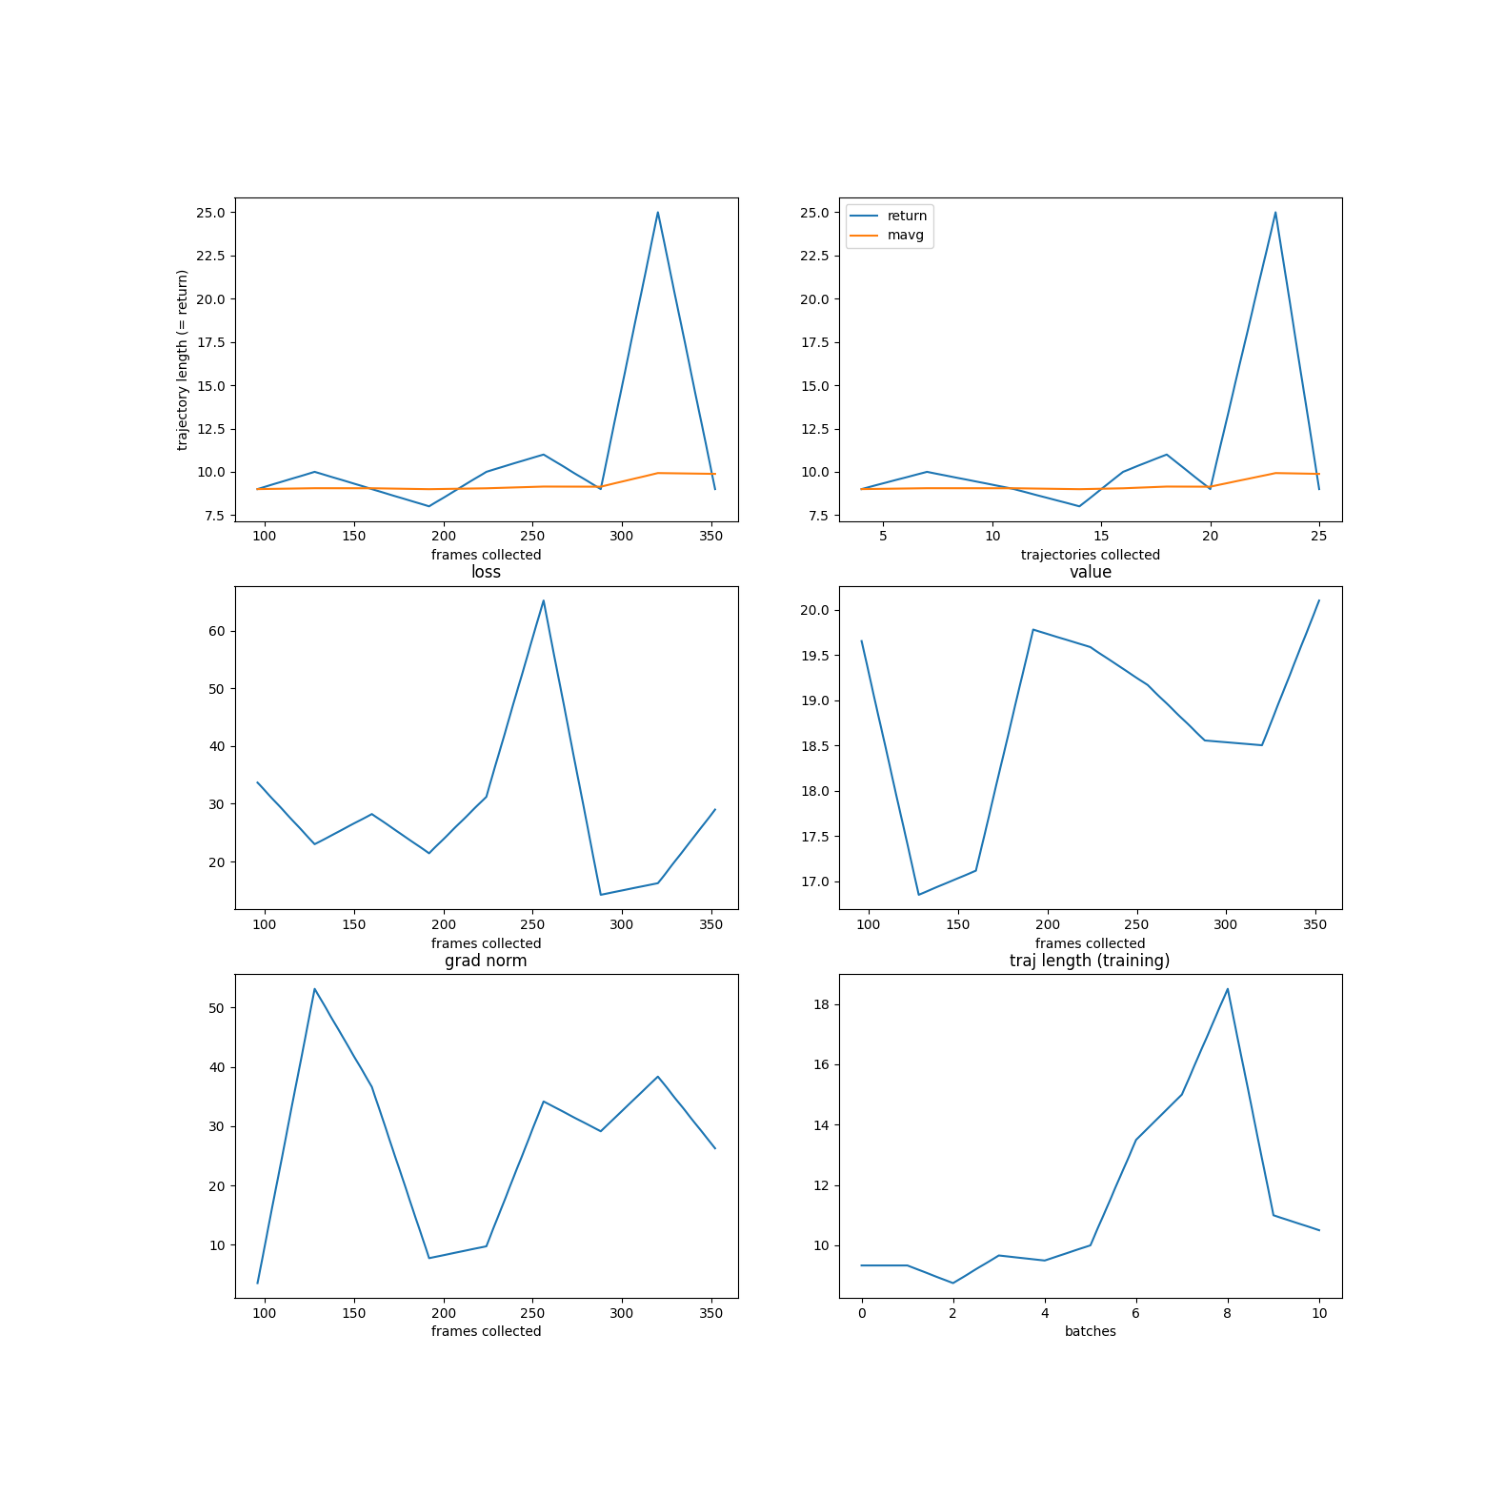 25.0
22.5
20.0
17.5
15.0
12.5
10.0
7.5
trajectory length (= return)
100 150 200 250 300 350
frames collected
return
mavg
25.0
22.5
20.0
17.5
15.0
12.5
10.0
7.5
5 10 15 20 25
trajectories collected
loss
60
50
40
30
20
100 150 200 250 300 350
frames collected
value
20.0
19.5
19.0
18.5
18.0
17.5
17.0
100 150 200 250 300 350
frames collected
grad norm
50
40
30
20
10
100 150 200 250 300 350
frames collected
traj length (training)
18
16
14
12
10
0 2 4 6 8 10
batches